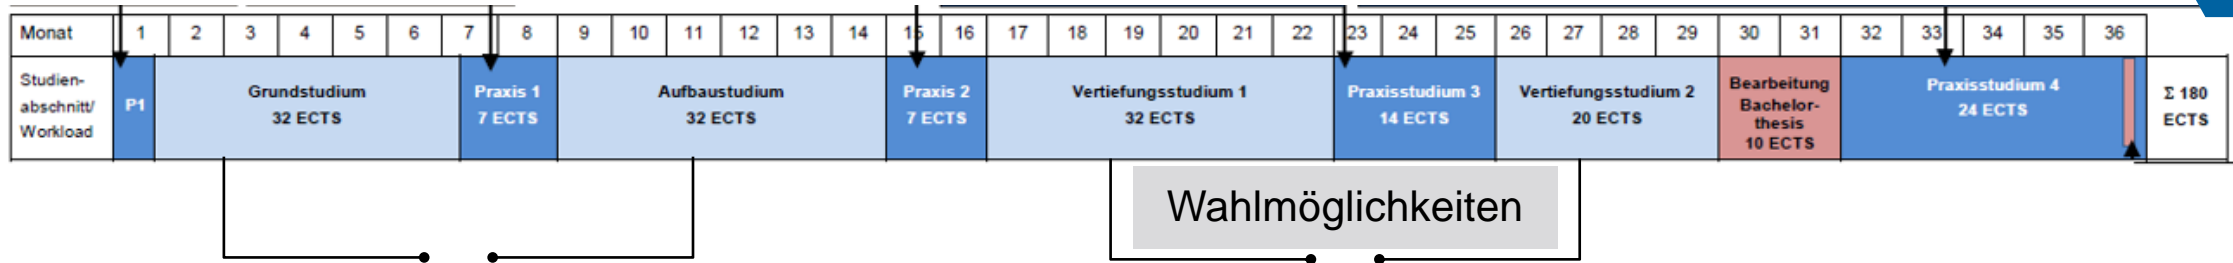 Monat 1 2 3 4 5 6 7 8 9 10 11 12 13 14 15 16 17 18 19 20 21 22 23 24 25 26 27 28 29 30 31 32 33 34 35 36
Studien-
abschnitt/
Workload
P1
Grundstudium
32 ECTS
Praxis 1
7 ECTS
Aufbaustudium
32 ECTS
Praxis 2
7 ECTS
Vertiefungsstudium 1
32 ECTS
Praxisstudium 3
14 ECTS
Vertiefungsstudium 2
20 ECTS
Bearbeitung
Bachelor-
thesis
10 ECTS
Praxisstudium 4
24 ECTS
Σ 180
ECTS
Wahlmöglichkeiten